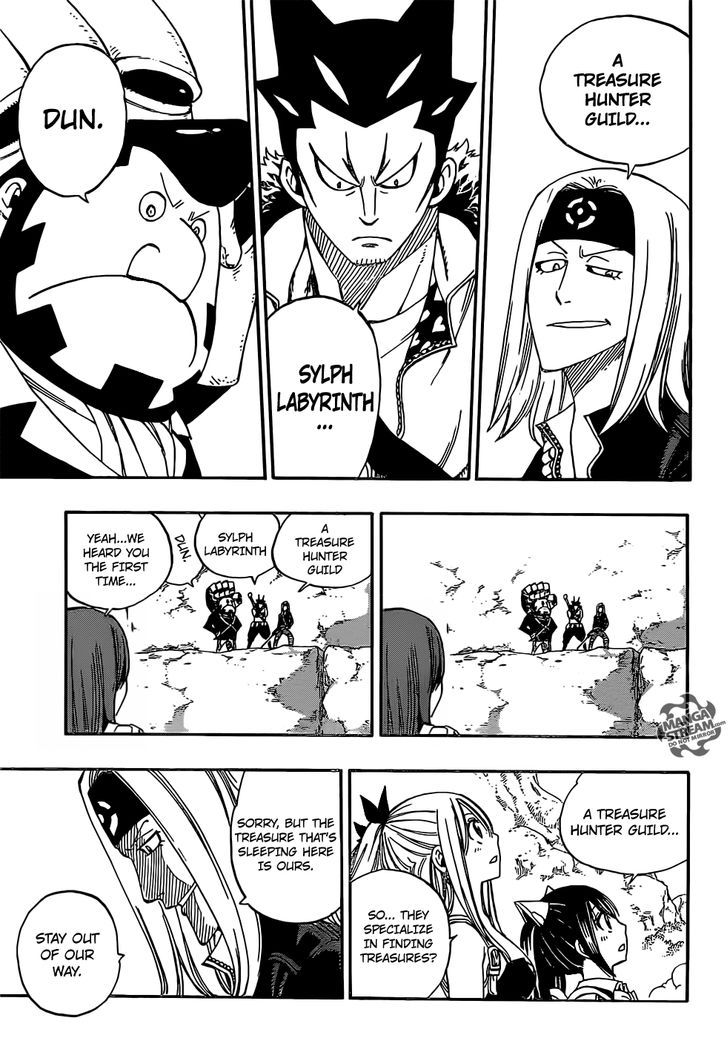 A
TREASURE
HUNTER
GUILD...
SYLPH
LABYRINTH
...
DUN.
A
TREASURE
HUNTER
GUILD
SYLPH
LABYRINTH
DUN.
YEAH...WE
HEARD YOU
THE FIRST
TIME...
MANGA
STREAM.com
DO NOT MIRROR
A TREASURE
HUNTER GUILD...
SO... THEY
SPECIALIZE
IN FINDING
TREASURES?
SORRY, BUT THE
TREASURE THAT'S
SLEEPING HERE
IS OURS.
STAY OUT
OF OUR
WAY.